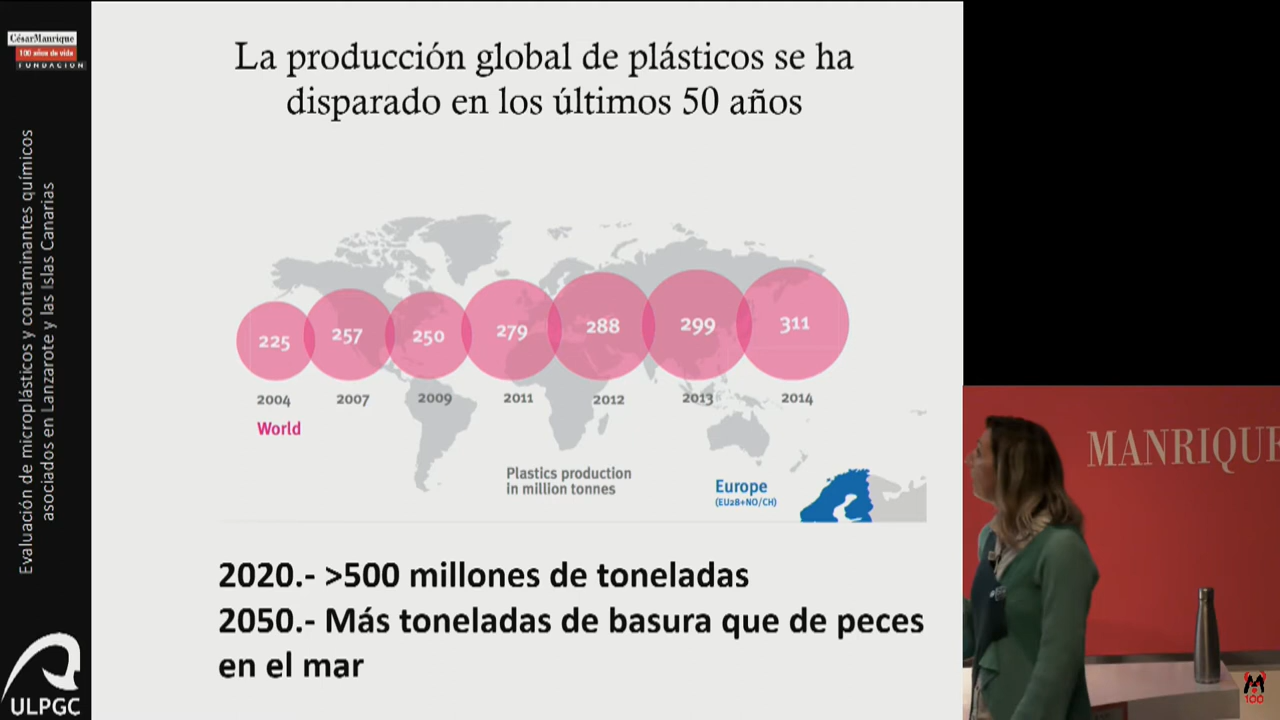 CésarManrique
100 años de vida
FUNDACIÓN
Evaluación de microplásticos y contaminantes químicos
asociados en Lanzarote y las Islas Canarias
ULPGC
La producción global de plásticos se ha
disparado en los últimos 50 años
225
257
250
279
288
299
311
2004
2007
2009
2011
2012
2013
2014
World
Plastics production
in million tonnes
Europe
(EU28+NO/CH)
2020.- >500 millones de toneladas
2050.- Más toneladas de basura que de peces
en el mar
MANRIQUE
M
100